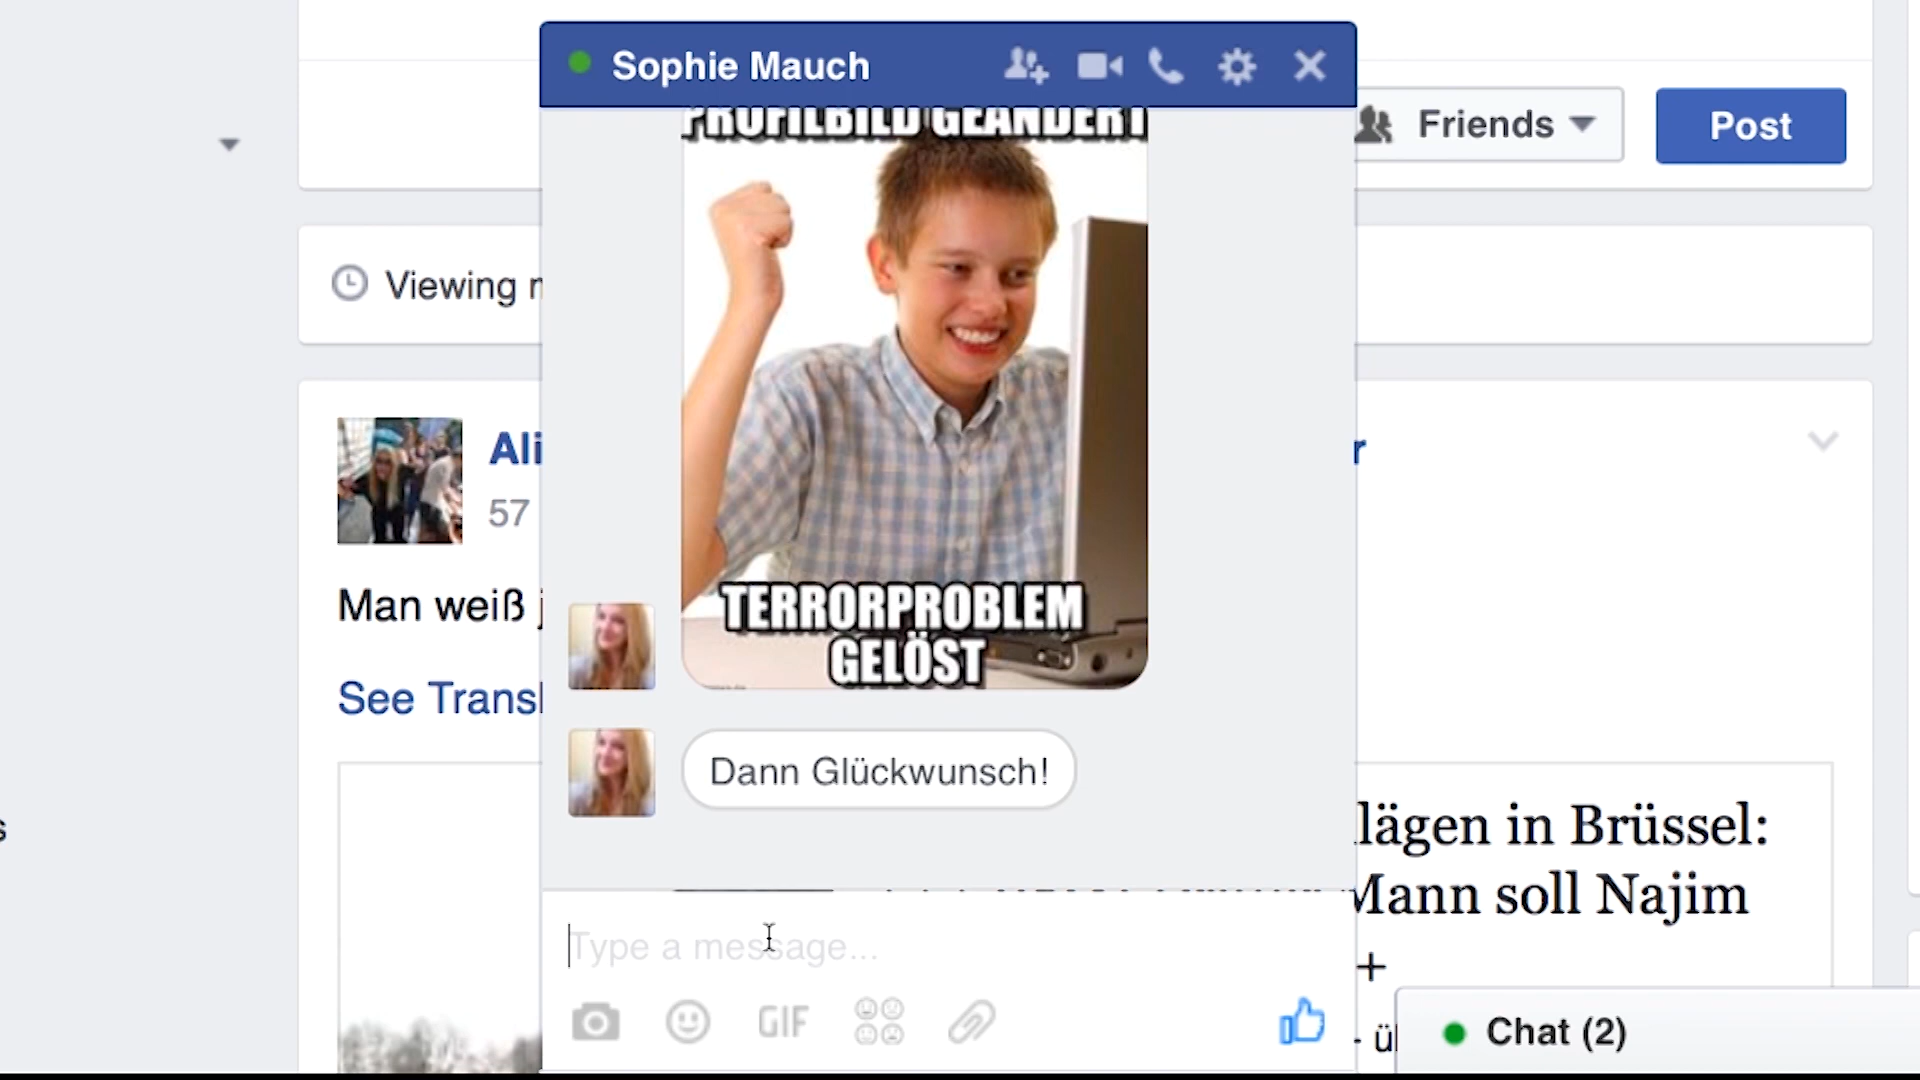 Sophie Mauch
PROFILBILD GEÄNDERT
Friends
Post
Viewing
Ali
57
r
Man weiß
See Transl
TERRORPROBLEM
GELÖST
Dann Glückwunsch!
lägen in Brüssel:
Mann soll Najim
+
Type a message...
GIF
- ü
Chat (2)
s